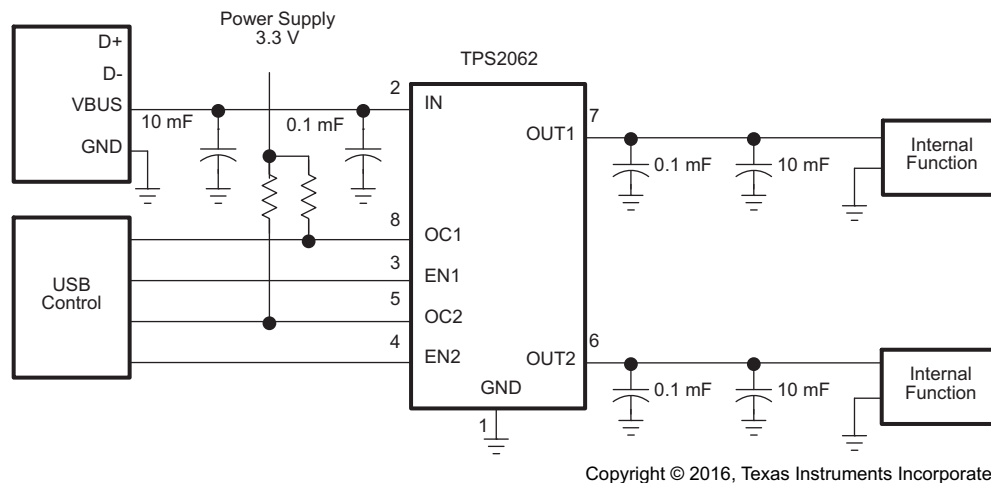 Power Supply
3.3 V
TPS2062
D+
D-
VBUS
GND
10 mF
0.1 mF
2
IN
7
OUT1
0.1 mF
10 mF
Internal
Function
USB
Control
8
OC1
3
EN1
5
OC2
4
EN2
6
OUT2
GND
1
0.1 mF
10 mF
Internal
Function
Copyright © 2016, Texas Instruments Incorporate